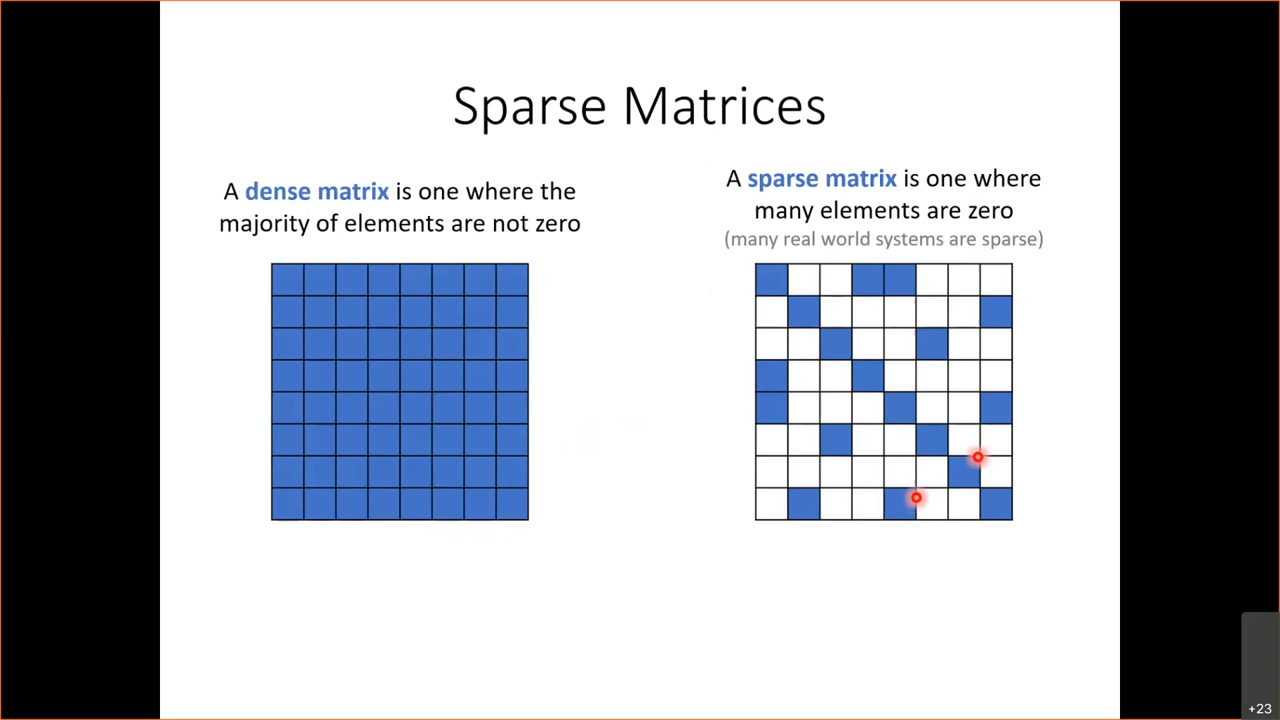 Sparse Matrices
A dense matrix is one where the
majority of elements are not zero
A sparse matrix is one where
many elements are zero
(many real world systems are sparse)
+23